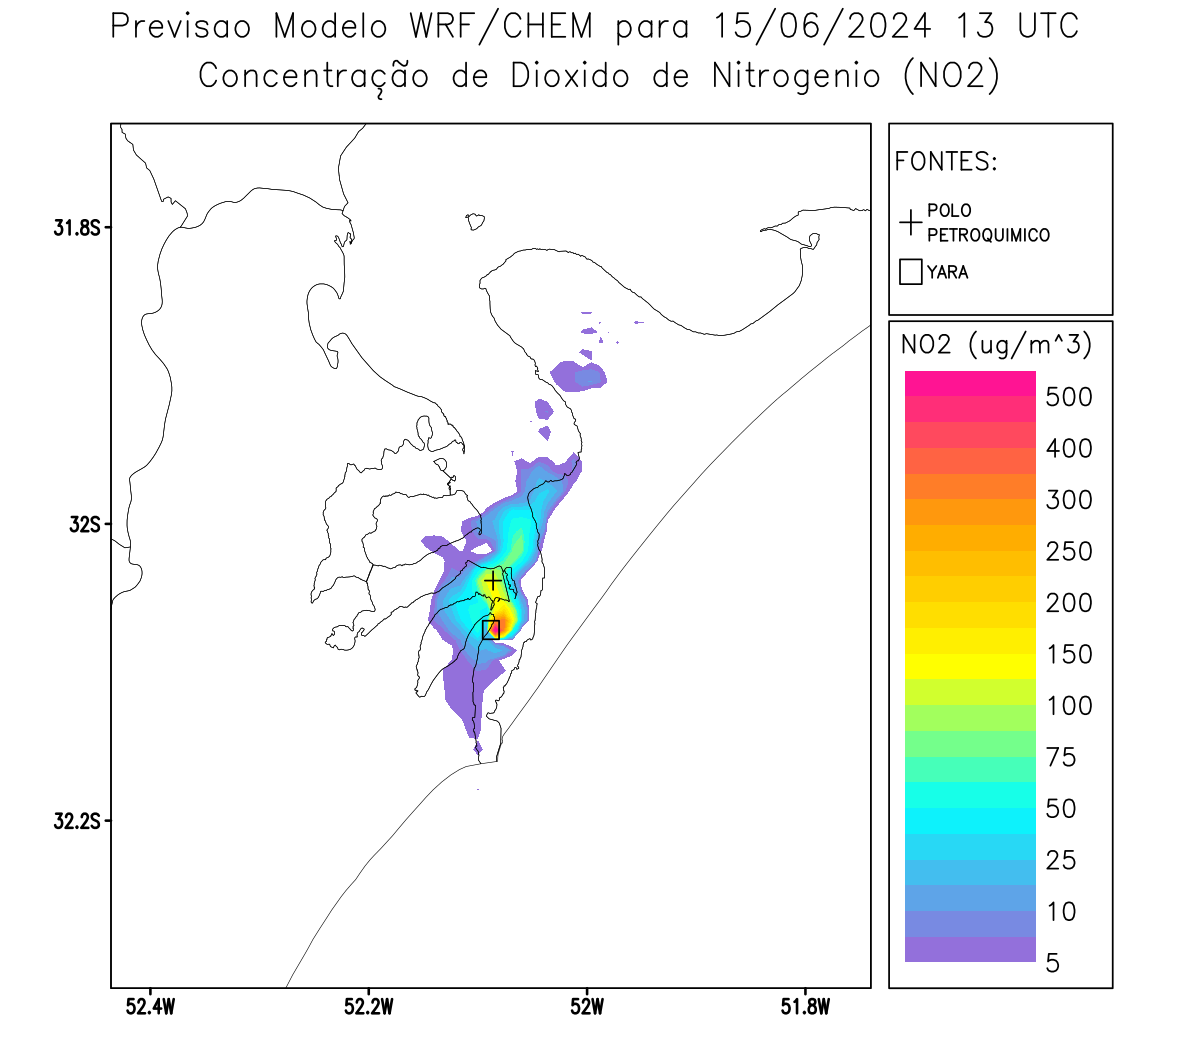 Previsao Modelo WRF/CHEM para 15/06/2024 13 UTC
Concentração de Dioxido de Nitrogenio (NO2)
FONTES:
POLO
PETROQUIMICO
YARA
NO2 (ug/m^3)
500
400
300
250
200
150
100
75
50
25
10
5
31.8S
32S
32.2S
52.4W
52.2W
52W
51.8W